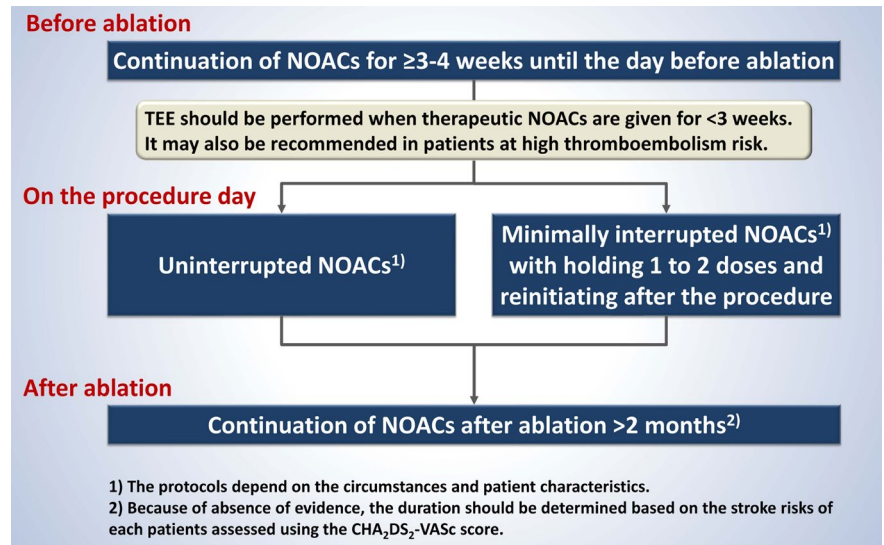 Before ablation
Continuation of NOACs for ≥3-4 weeks until the day before ablation
TEE should be performed when therapeutic NOACs are given for <3 weeks.
It may also be recommended in patients at high thromboembolism risk.
On the procedure day
Uninterrupted NOACs¹⁾
Minimally interrupted NOACs¹⁾
with holding 1 to 2 doses and
reinitiating after the procedure
After ablation
Continuation of NOACs after ablation >2 months²⁾
1) The protocols depend on the circumstances and patient characteristics.
2) Because of absence of evidence, the duration should be determined based on the stroke risks of
each patients assessed using the CHA₂DS₂-VASc score.